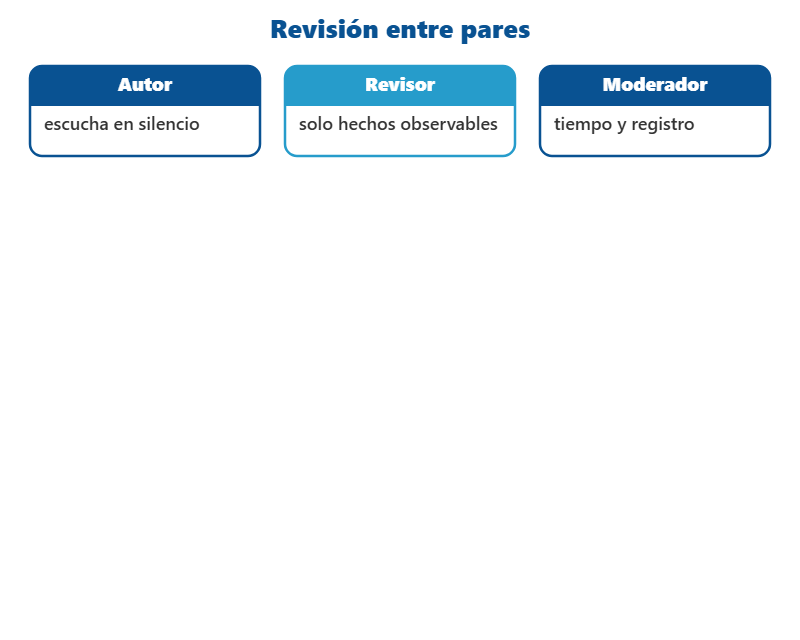 Revisión entre pares
Autor
escucha en silencio
Revisor
solo hechos observables
Moderador
tiempo y registro